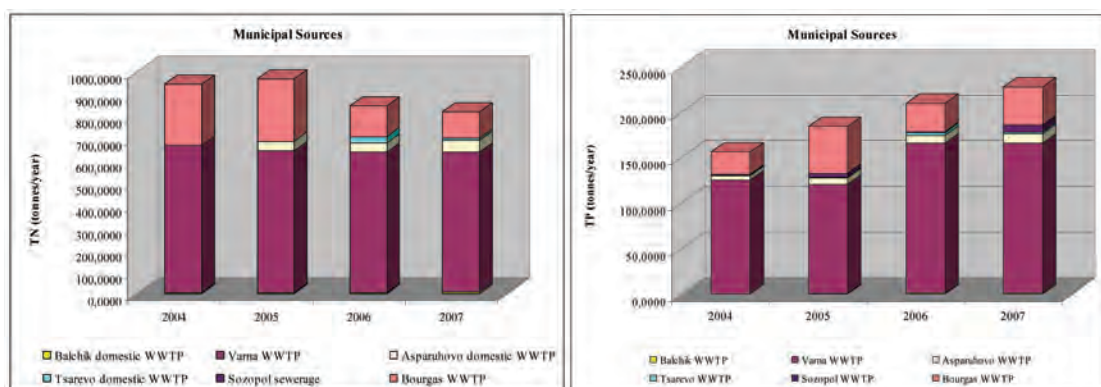 Municipal Sources
TN (tonnes/year)
1000,0000
900,0000
800,0000
700,0000
600,0000
500,0000
400,0000
300,0000
200,0000
100,0000
0,0000
2004 2005 2006 2007
Balchik domestic WWTP Varna WWTP Asparuhovo domestic WWTP
Tsarevo domestic WWTP Sozopol sewerage Bourgas WWTP
Municipal Sources
TP (tonnes/year)
250,0000
200,0000
150,0000
100,0000
50,0000
0,0000
2004 2005 2006 2007
Balchik WWTP Varna WWTP Asparuhovo WWTP
Tsarevo WWTP Sozopol WWTP Bourgas WWTP